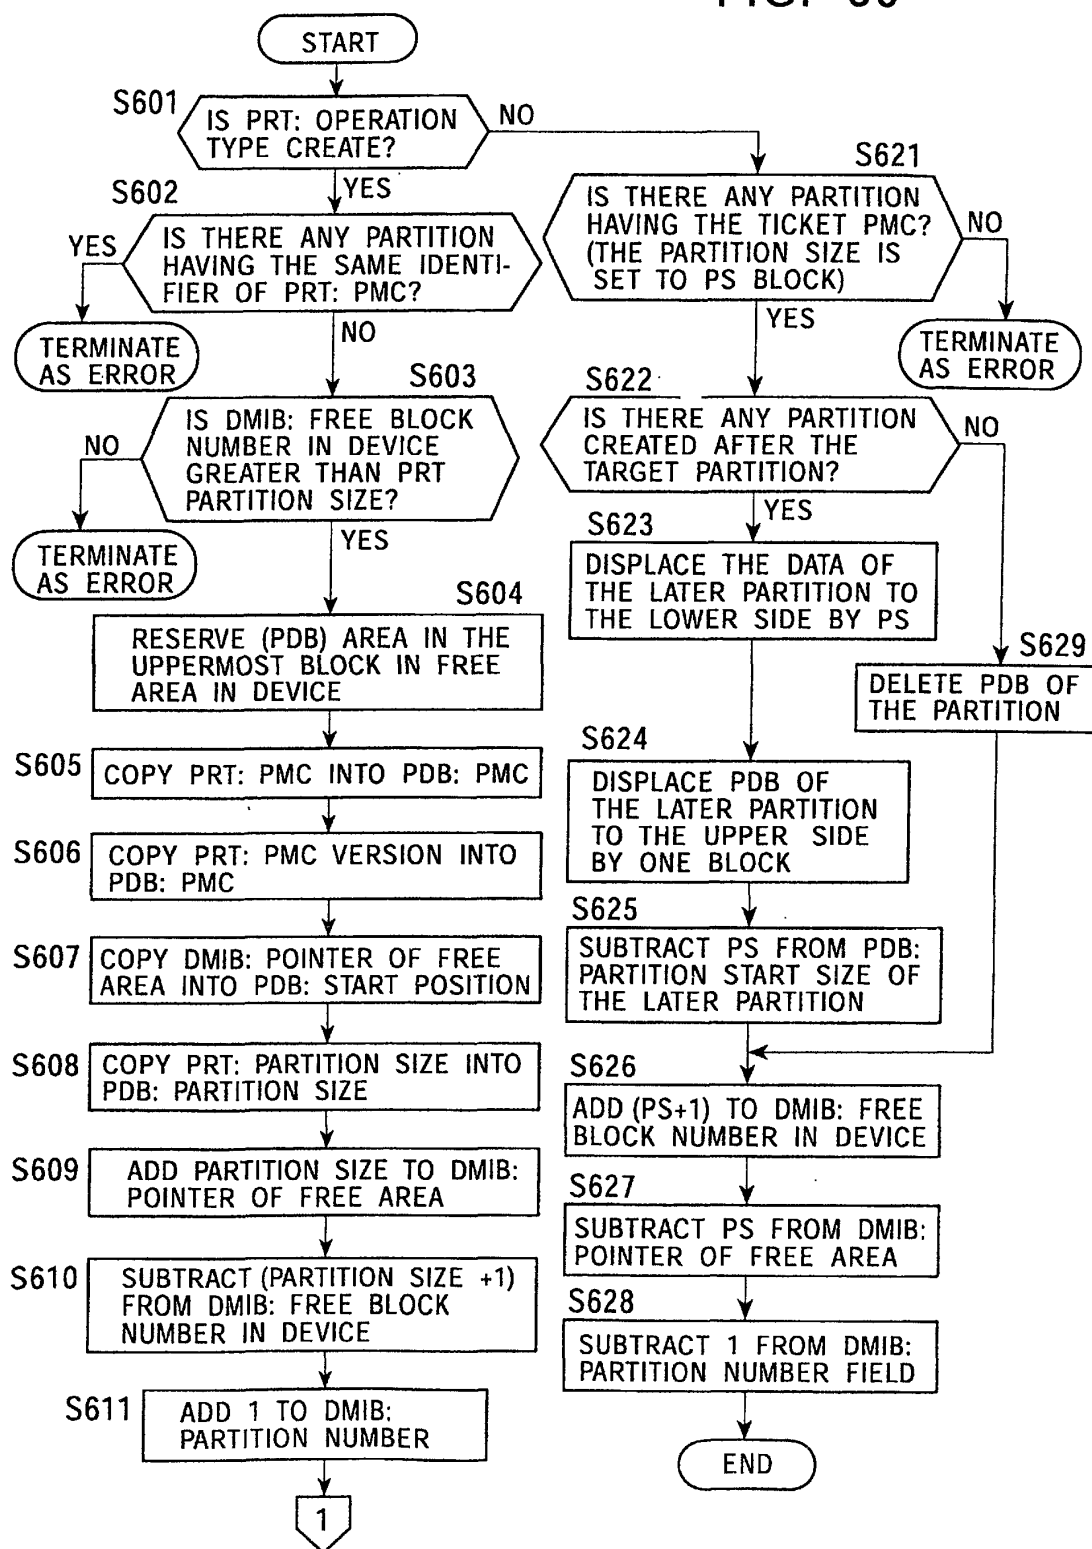 START
S601
IS PRT: OPERATION
TYPE CREATE?
NO
YES
S602
YES
IS THERE ANY PARTITION
HAVING THE SAME IDENTI-
FIER OF PRT: PMC?
NO
TERMINATE
AS ERROR
S603
NO
IS DMIB: FREE BLOCK
NUMBER IN DEVICE
GREATER THAN PRT
PARTITION SIZE?
YES
TERMINATE
AS ERROR
S604
RESERVE (PDB) AREA IN THE
UPPERMOST BLOCK IN FREE
AREA IN DEVICE
S605
COPY PRT: PMC INTO PDB: PMC
S606
COPY PRT: PMC VERSION INTO
PDB: PMC
S607
COPY DMIB: POINTER OF FREE
AREA INTO PDB: START POSITION
S608
COPY PRT: PARTITION SIZE INTO
PDB: PARTITION SIZE
S609
ADD PARTITION SIZE TO DMIB:
POINTER OF FREE AREA
S610
SUBTRACT (PARTITION SIZE +1)
FROM DMIB: FREE BLOCK
NUMBER IN DEVICE
S611
ADD 1 TO DMIB:
PARTITION NUMBER
1
S621
IS THERE ANY PARTITION
HAVING THE TICKET PMC?
(THE PARTITION SIZE IS
SET TO PS BLOCK)
NO
YES
TERMINATE
AS ERROR
S622
IS THERE ANY PARTITION
CREATED AFTER THE
TARGET PARTITION?
NO
YES
S623
DISPLACE THE DATA OF
THE LATER PARTITION TO
THE LOWER SIDE BY PS
S629
DELETE PDB OF
THE PARTITION
S624
DISPLACE PDB OF
THE LATER PARTITION
TO THE UPPER SIDE
BY ONE BLOCK
S625
SUBTRACT PS FROM PDB:
PARTITION START SIZE OF
THE LATER PARTITION
S626
ADD (PS+1) TO DMIB: FREE
BLOCK NUMBER IN DEVICE
S627
SUBTRACT PS FROM DMIB:
POINTER OF FREE AREA
S628
SUBTRACT 1 FROM DMIB:
PARTITION NUMBER FIELD
END